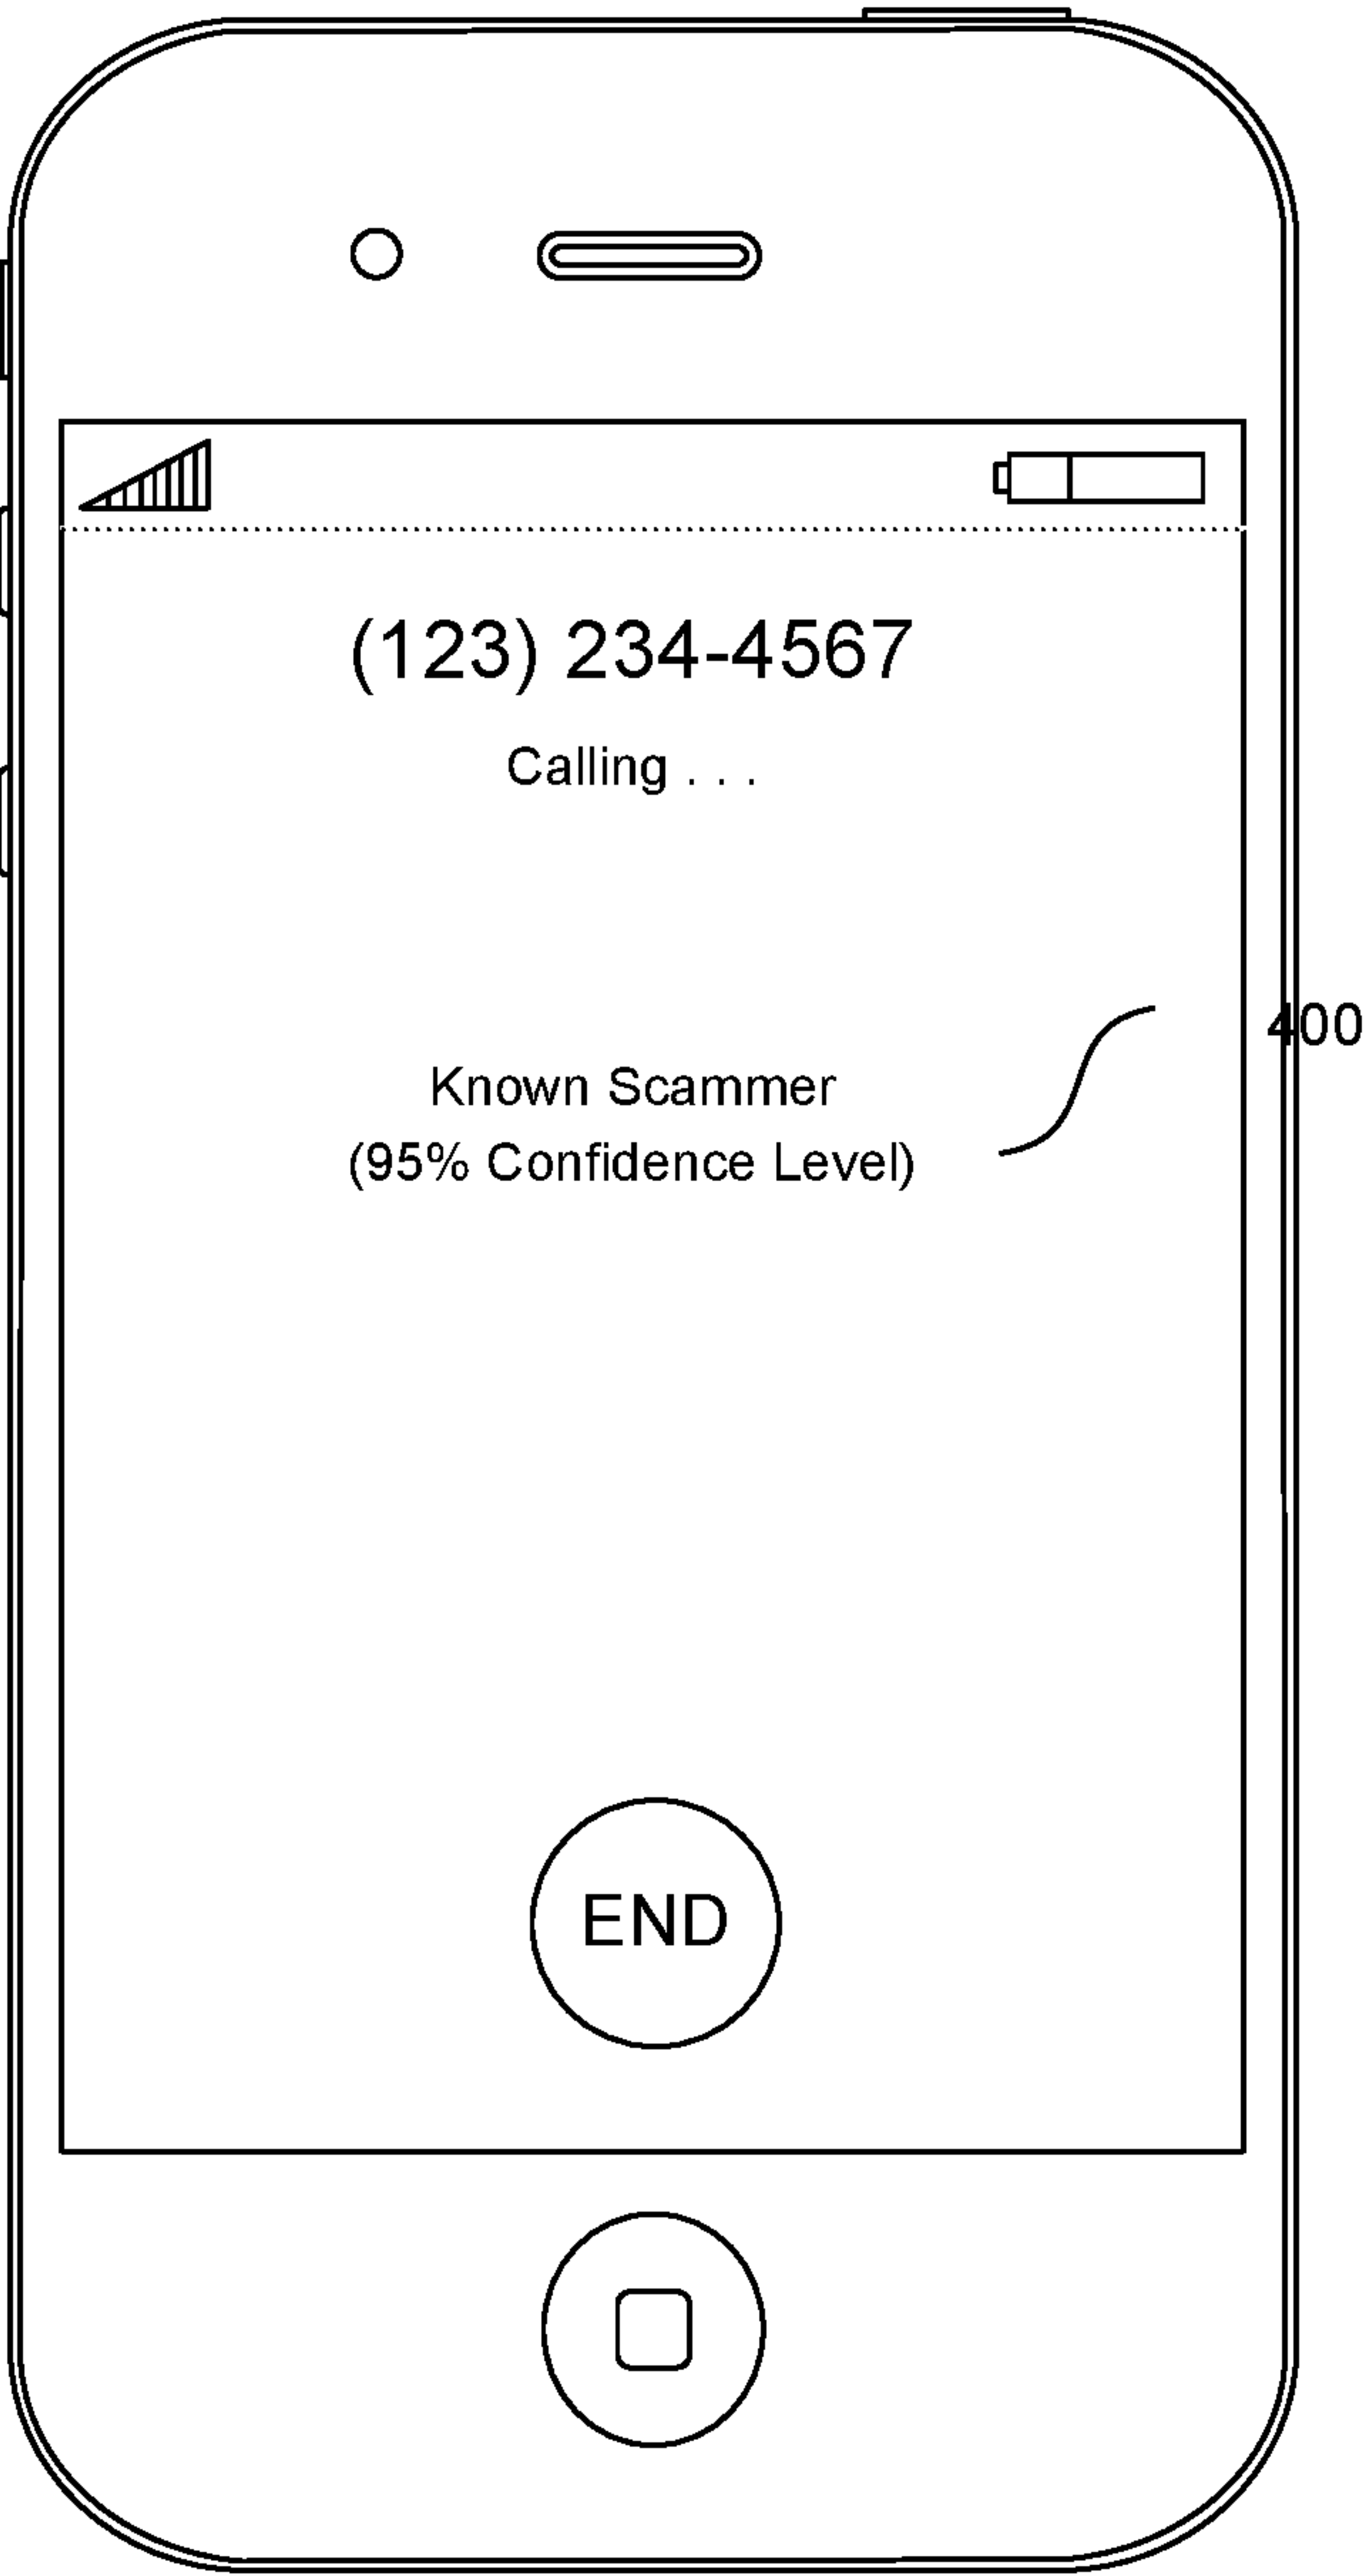 (123) 234-4567
Calling . . .
400
Known Scammer
(95% Confidence Level)
END